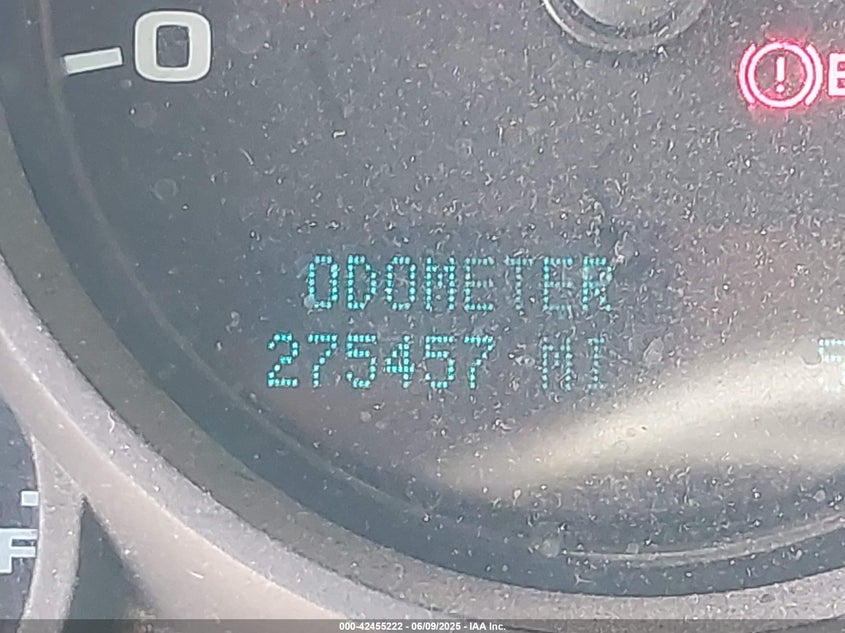 0
ODOMETER
275457 MI
F
000-42455222 - 06/09/2025 - IAA Inc.